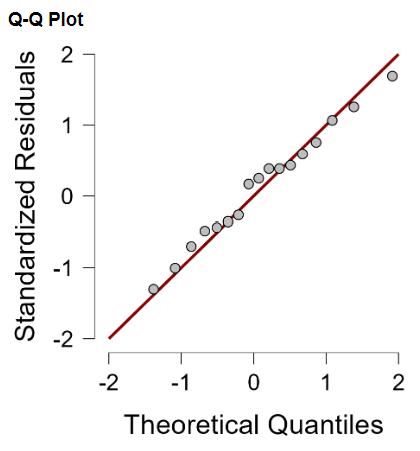 Q-Q Plot
Standardized Residuals
2
1
0
-1
-2
-2 -1 0 1 2
Theoretical Quantiles